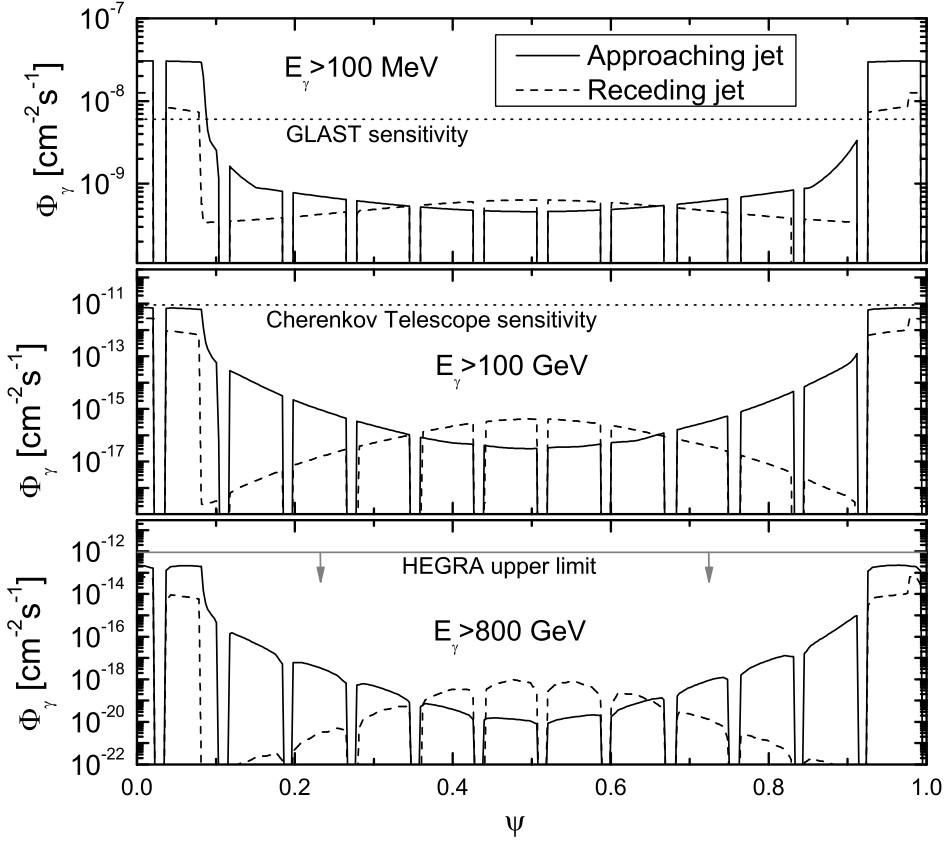 10^-7
10^-8
10^-9
Φ_γ [cm^-2 s^-1]
E_γ>100 MeV
Approaching jet
Receding jet
GLAST sensitivity
10^-11
10^-13
10^-15
10^-17
Φ_γ [cm^-2 s^-1]
Cherenkov Telescope sensitivity
E_γ>100 GeV
10^-12
10^-14
10^-16
10^-18
10^-20
10^-22
Φ_γ [cm^-2 s^-1]
HEGRA upper limit
E_γ>800 GeV
0.0 0.2 0.4 0.6 0.8 1.0
ψ